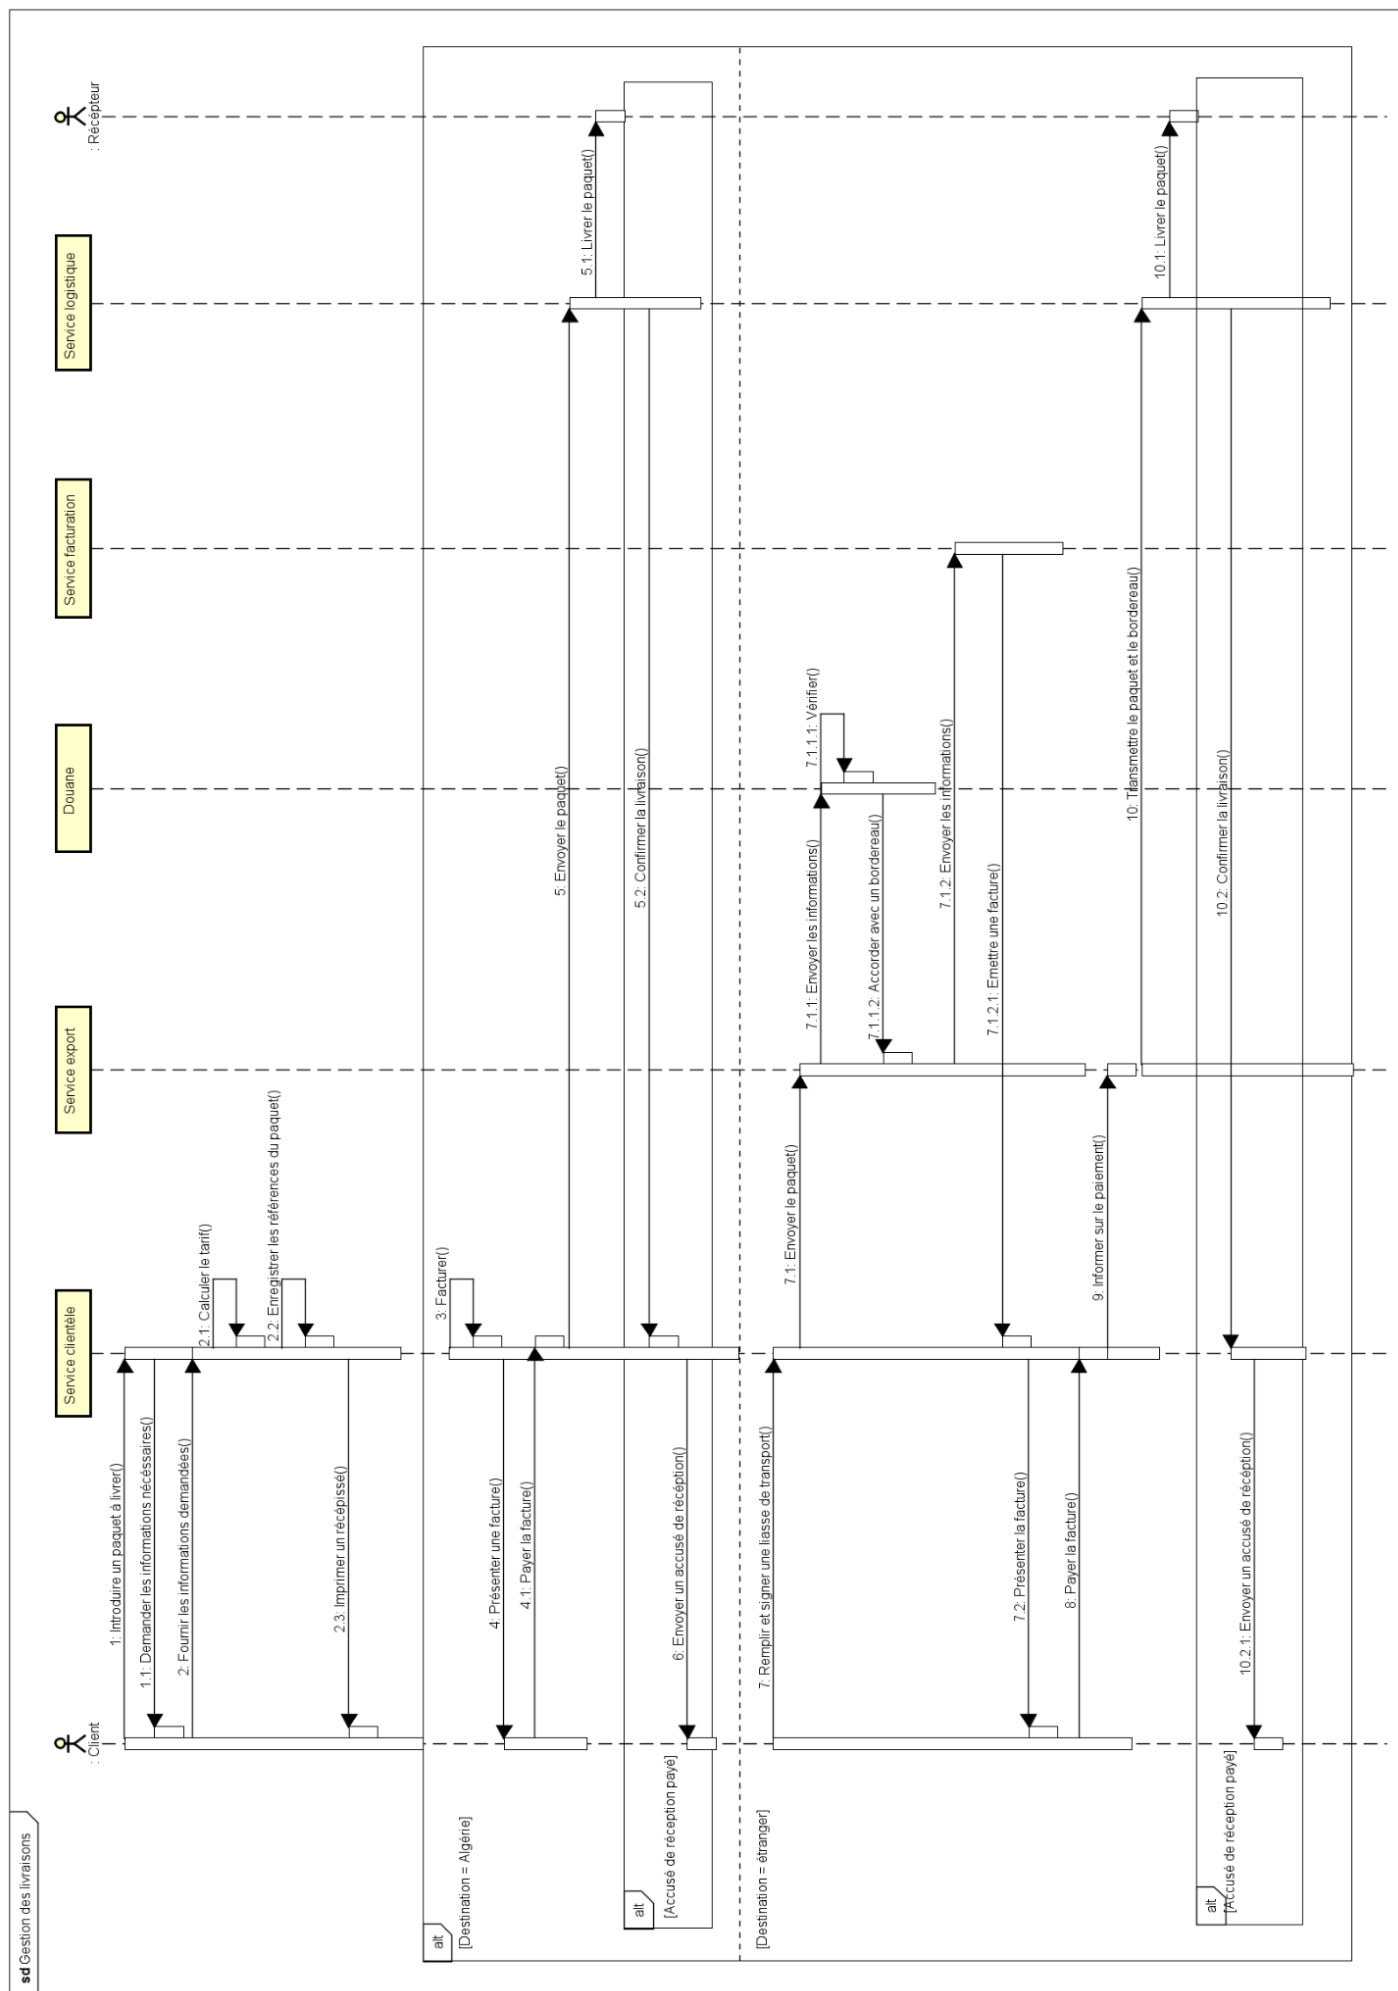 sd Gestion des livraisons
: Client
Service clientèle
Service export
Douane
Service facturation
Service logistique
: Récépteur
1: Introduire un paquet à livrer()
1.1: Demander les informations nécéssaires()
2: Fournir les informations demandées()
2.1: Calculer le tarif()
2.2: Enregistrer les références du paquet()
2.3: Imprimer un récépissé()
alt
[Destination = Algérie]
3: Facturer()
4: Présenter une facture()
4.1: Payer la facture()
5: Envoyer le paquet()
5.1: Livrer le paquet()
alt
[Accusé de réception payé]
5.2: Confirmer la livraison()
6: Envoyer un accusé de récéption()
[Destination = étranger]
7: Remplir et signer une liasse de transport()
7.1: Envoyer le paquet()
7.1.1: Envoyer les informations()
7.1.1.1: Vérifier()
7.1.1.2: Accorder avec un bordereau()
7.1.2: Envoyer les informations()
7.1.2.1: Emettre une facture()
7.2: Présenter la facture()
8: Payer la facture()
9: Informer sur le paiement()
10: Transmettre le paquet et le bordereau()
10.1: Livrer le paquet()
alt
[Accusé de réception payé]
10.2: Confirmer la livraison()
10.2.1: Envoyer un accusé de récéption()